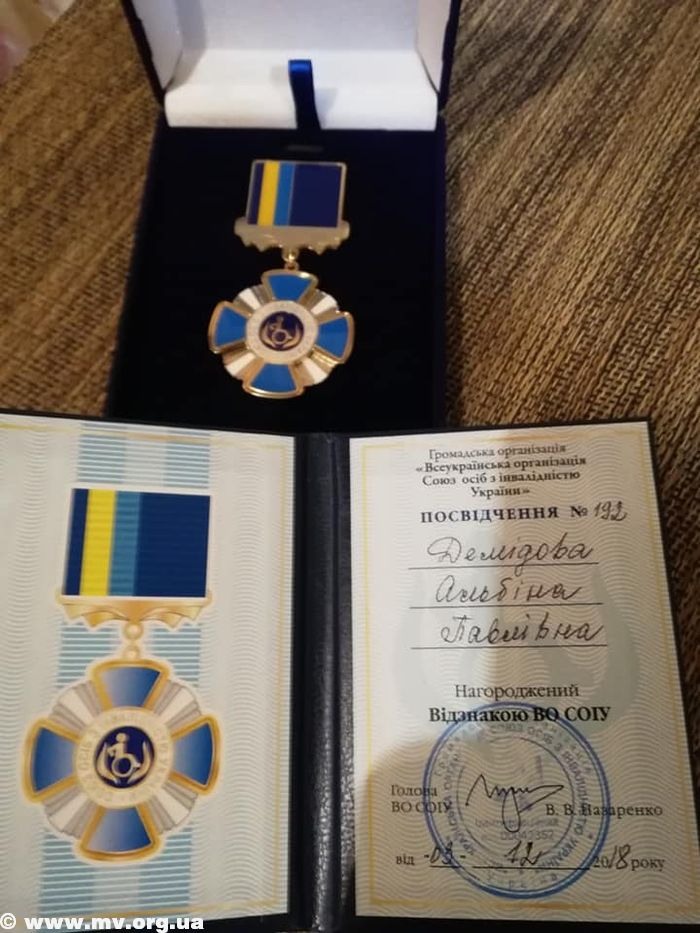 Громадська організація
«Всеукраїнська організація
Союз осіб з інвалідністю
України»
ПОСВІДЧЕННЯ № 192
Демідова
Альбіна
Павлівна
Нагороджений
Відзнакою ВО СОІУ
Голова
ВО СОІУ
В. В. Назаренко
від -03- 12 2018 року
© www.mv.org.ua